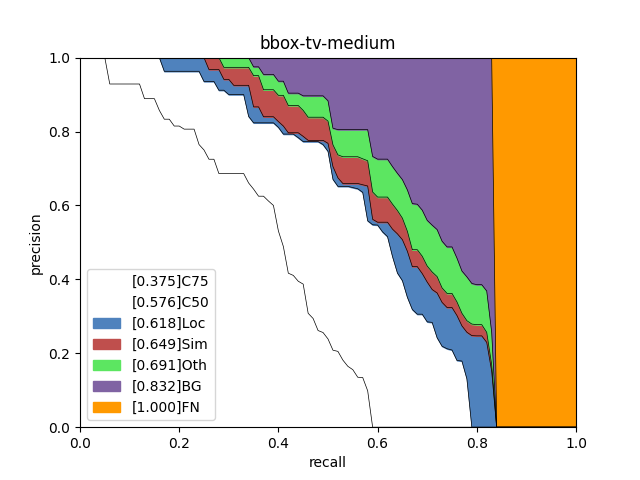 bbox-tv-medium
precision
1.0
0.8
0.6
0.4
0.2
0.0
[0.375]C75
[0.576]C50
[0.618]Loc
[0.649]Sim
[0.691]Oth
[0.832]BG
[1.000]FN
0.0 0.2 0.4 0.6 0.8 1.0
recall